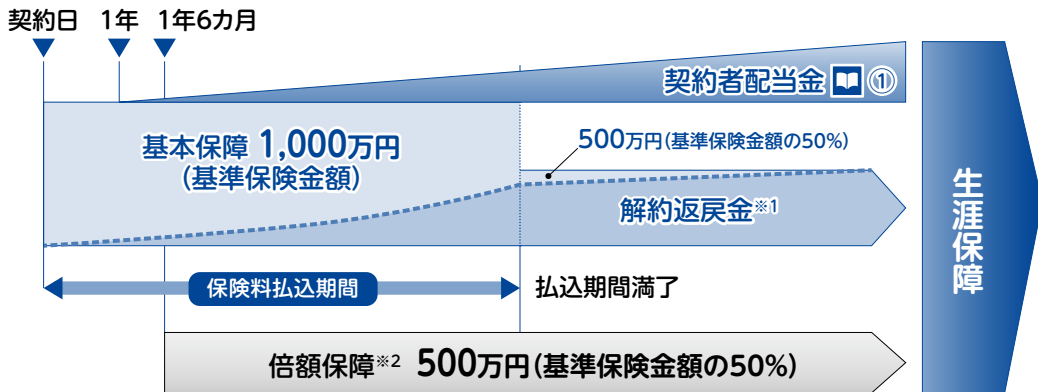 契約日 1年 1年6カ月
契約者配当金 ①
基本保障 1,000万円
(基準保険金額)
500万円(基準保険金額の50%)
解約返戻金※1
保険料払込期間
払込期間満了
倍額保障※2 500万円(基準保険金額の50%)
生涯保障